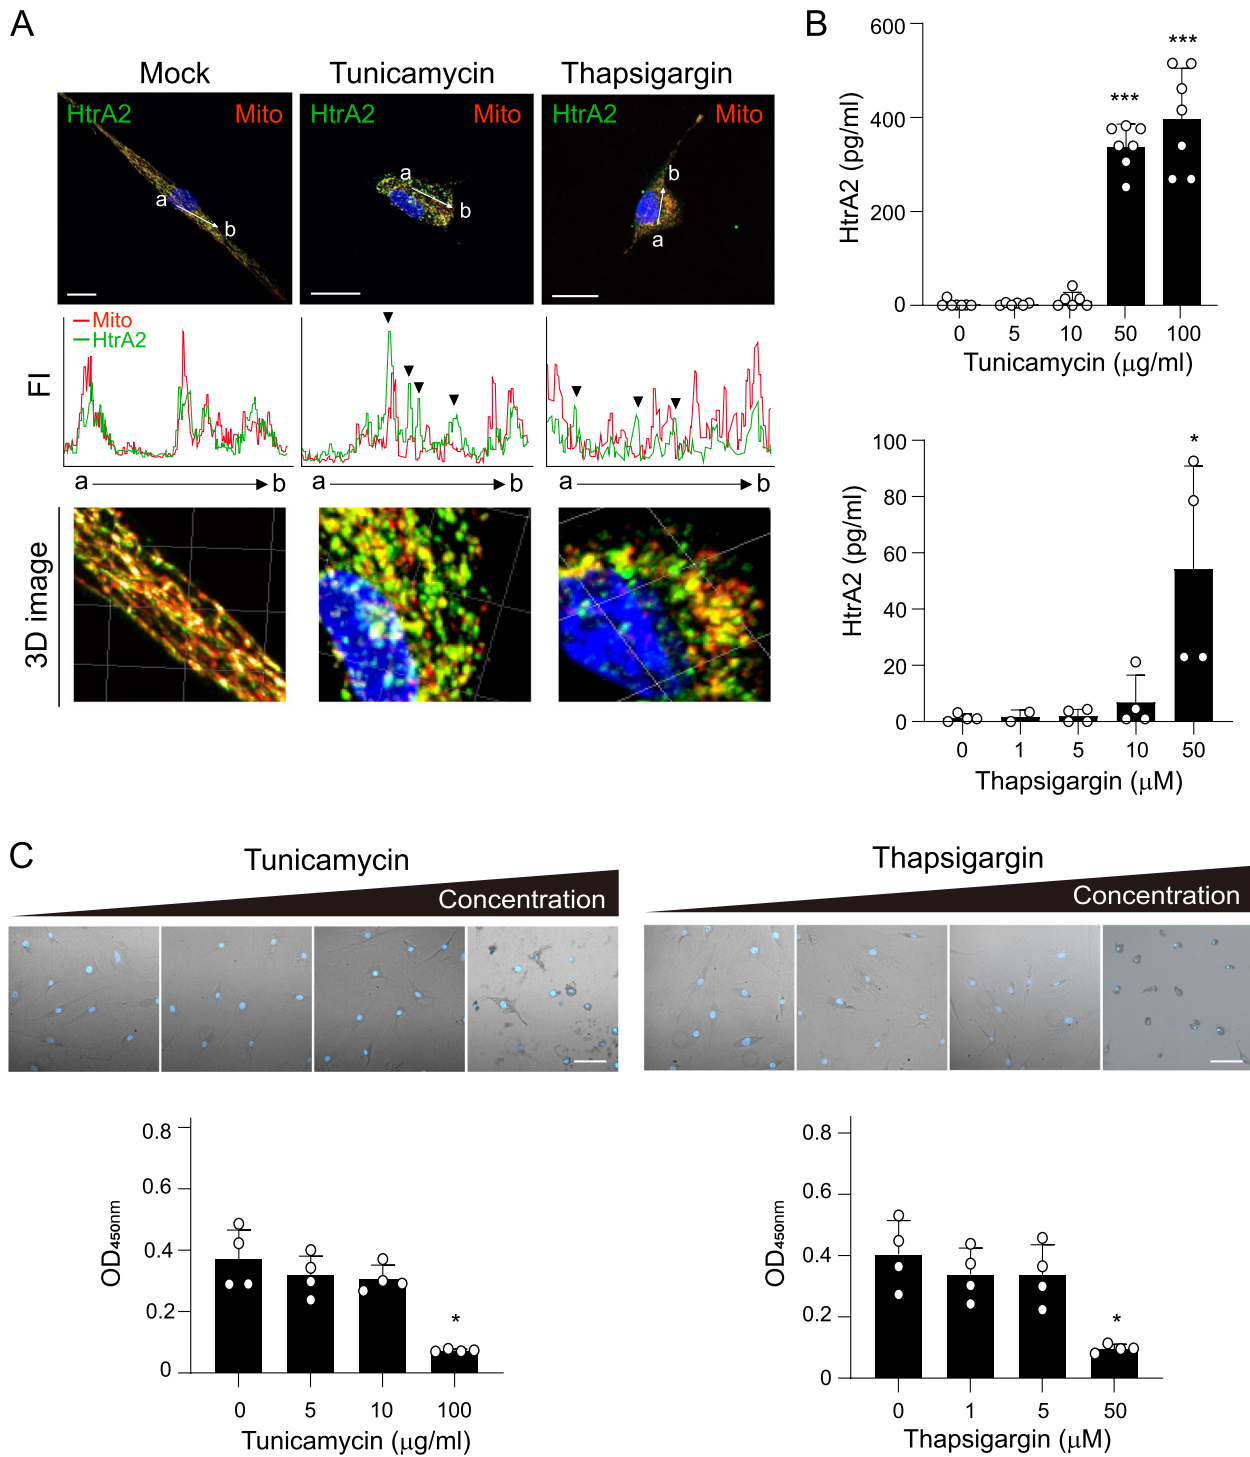 A
Mock
Tunicamycin
Thapsigargin
HtrA2 Mito
HtrA2 Mito
HtrA2 Mito
a
b
a
b
b
a
FI
Mito
HtrA2
a b
a b
a b
3D image
B
HtrA2 (pg/ml)
600
400
200
0
***
***
0 5 10 50 100
Tunicamycin (μg/ml)
HtrA2 (pg/ml)
100
80
60
40
20
0
*
0 1 5 10 50
Thapsigargin (μM)
C
Tunicamycin
Concentration
Thapsigargin
Concentration
OD450nm
0.8
0.6
0.4
0.2
0
*
0 5 10 100
Tunicamycin (μg/ml)
OD450nm
0.8
0.6
0.4
0.2
0
*
0 1 5 50
Thapsigargin (μM)